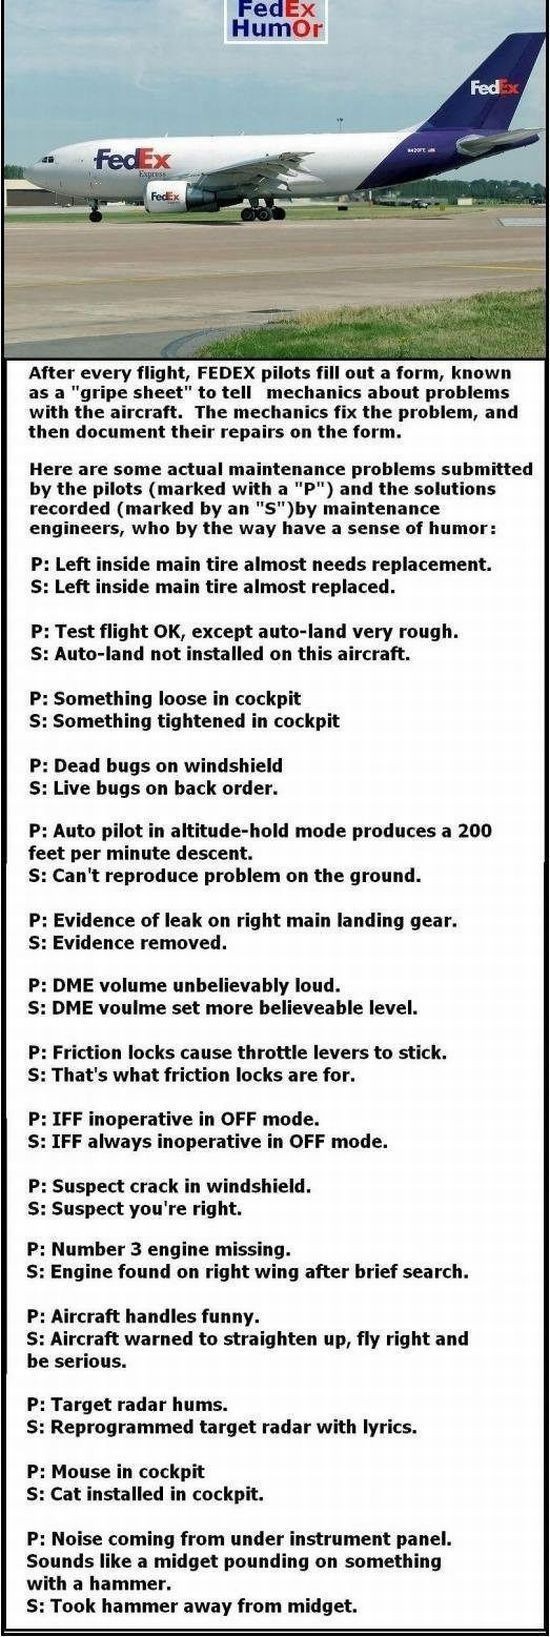 FedEx
HumOr
FedEx
FedEx
Express
FedEx
After every flight, FEDEX pilots fill out a form, known
as a "gripe sheet" to tell mechanics about problems
with the aircraft. The mechanics fix the problem, and
then document their repairs on the form.
Here are some actual maintenance problems submitted
by the pilots (marked with a "P") and the solutions
recorded (marked by an "S")by maintenance
engineers, who by the way have a sense of humor:
P: Left inside main tire almost needs replacement.
S: Left inside main tire almost replaced.
P: Test flight OK, except auto-land very rough.
S: Auto-land not installed on this aircraft.
P: Something loose in cockpit
S: Something tightened in cockpit
P: Dead bugs on windshield
S: Live bugs on back order.
P: Auto pilot in altitude-hold mode produces a 200
feet per minute descent.
S: Can't reproduce problem on the ground.
P: Evidence of leak on right main landing gear.
S: Evidence removed.
P: DME volume unbelievably loud.
S: DME voulme set more believeable level.
P: Friction locks cause throttle levers to stick.
S: That's what friction locks are for.
P: IFF inoperative in OFF mode.
S: IFF always inoperative in OFF mode.
P: Suspect crack in windshield.
S: Suspect you're right.
P: Number 3 engine missing.
S: Engine found on right wing after brief search.
P: Aircraft handles funny.
S: Aircraft warned to straighten up, fly right and
be serious.
P: Target radar hums.
S: Reprogrammed target radar with lyrics.
P: Mouse in cockpit
S: Cat installed in cockpit.
P: Noise coming from under instrument panel.
Sounds like a midget pounding on something
with a hammer.
S: Took hammer away from midget.